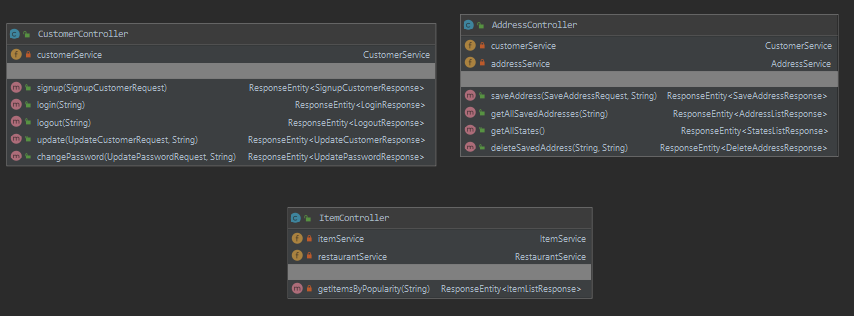 CustomerController
customerService CustomerService
signup(SignupCustomerRequest) ResponseEntity<SignupCustomerResponse>
login(String) ResponseEntity<LoginResponse>
logout(String) ResponseEntity<LogoutResponse>
update(UpdateCustomerRequest, String) ResponseEntity<UpdateCustomerResponse>
changePassword(UpdatePasswordRequest, String) ResponseEntity<UpdatePasswordResponse>
AddressController
customerService CustomerService
addressService AddressService
saveAddress(SaveAddressRequest, String) ResponseEntity<SaveAddressResponse>
getAllSavedAddresses(String) ResponseEntity<AddressListResponse>
getAllStates() ResponseEntity<StatesListResponse>
deleteSavedAddress(String, String) ResponseEntity<DeleteAddressResponse>
ItemController
itemService ItemService
restaurantService RestaurantService
getItemsByPopularity(String) ResponseEntity<ItemListResponse>